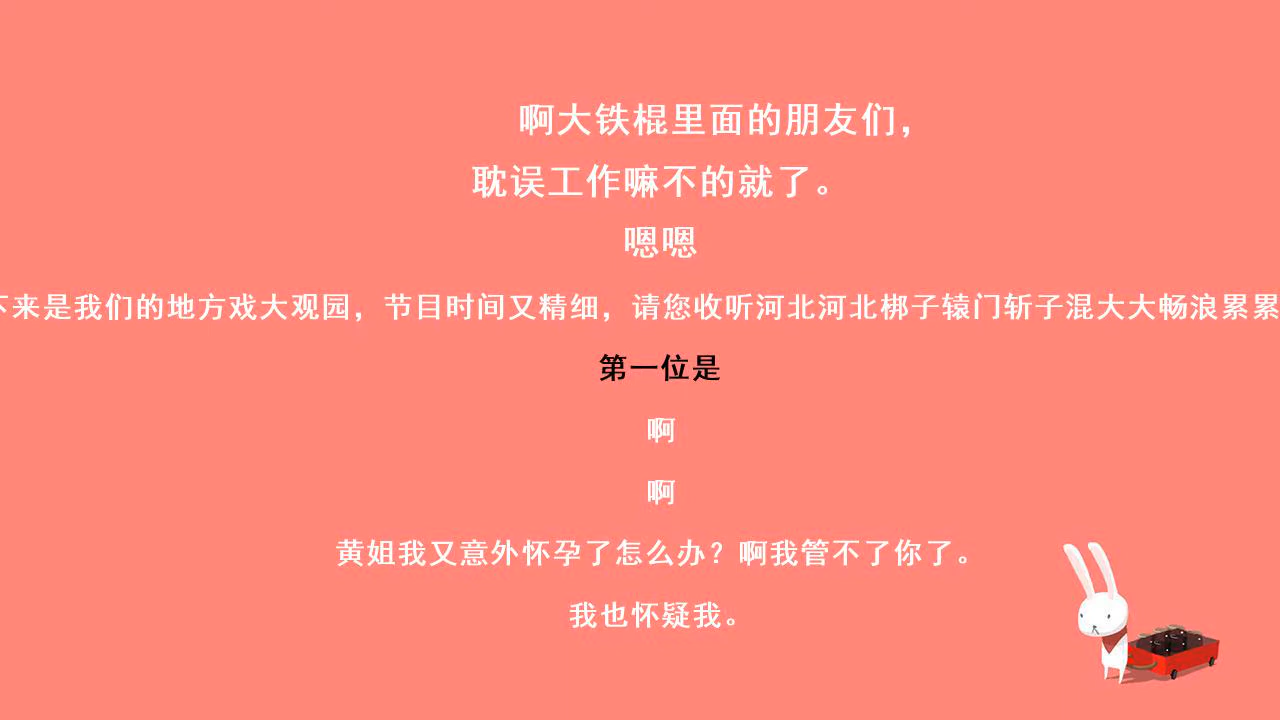 啊大铁棍里面的朋友们，
耽误工作嘛不的就了。
嗯嗯
下来是我们的地方戏大观园，节目时间又精细，请您收听河北河北梆子辕门斩子混大大畅浪累累
第一位是
啊
啊
黄姐我又意外怀孕了怎么办？啊我管不了你了。
我也怀疑我。